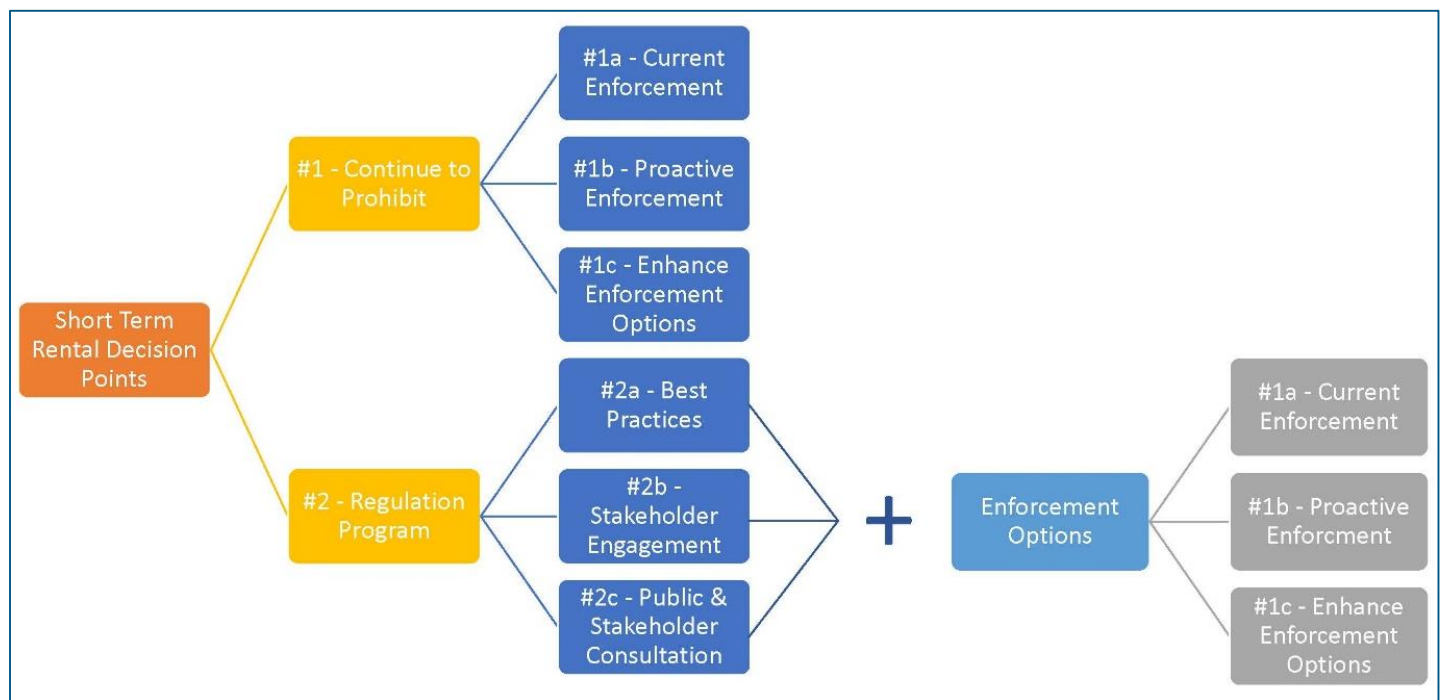 #1a - Current
Enforcement
#1 - Continue to
Prohibit
#1b - Proactive
Enforcement
#1c - Enhance
Enforcement
Options
Short Term
Rental Decision
Points
#2a - Best
Practices
#2 - Regulation
Program
#2b -
Stakeholder
Engagement
#2c - Public &
Stakeholder
Consultation
+
Enforcement
Options
#1a - Current
Enforcement
#1b - Proactive
Enforcment
#1c - Enhance
Enforcement
Options